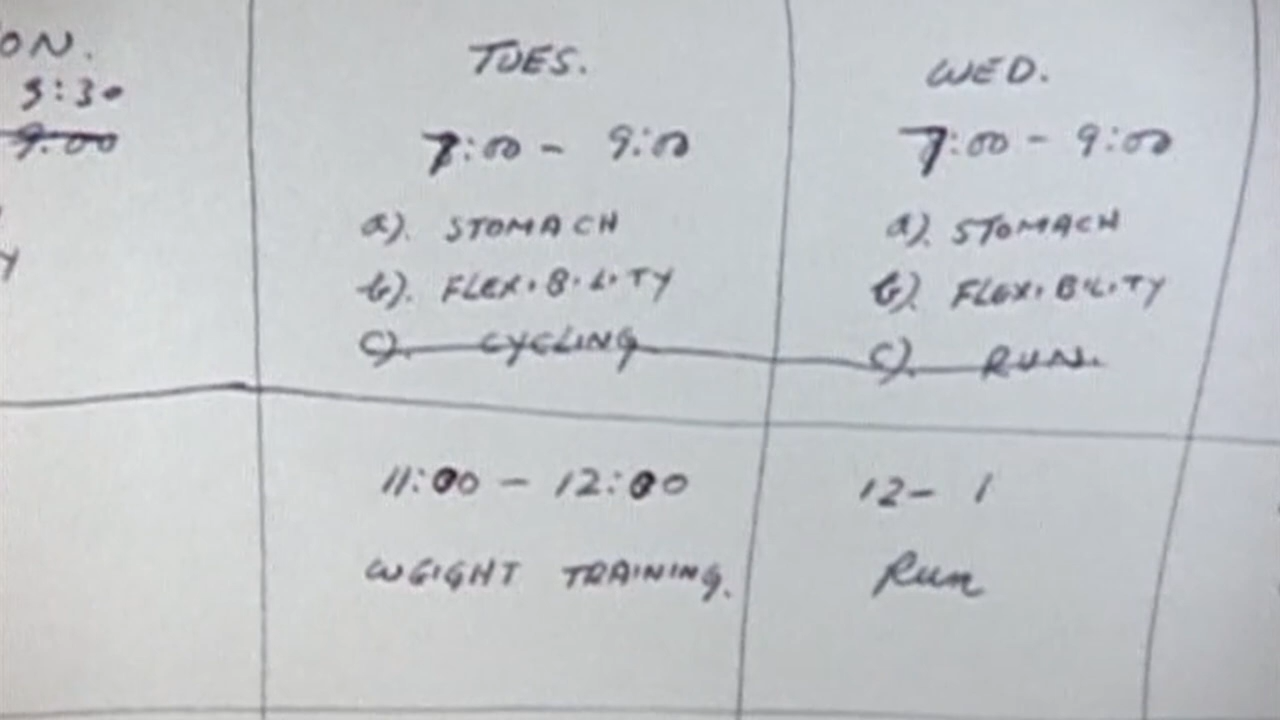 ON.
9:30
9:00
Y
TUES.
7:00 - 9:00
a). STOMACH
b). FLEXIBILITY
c). CYCLING
11:00 - 12:00
WEIGHT TRAINING.
WED.
7:00 - 9:00
a). STOMACH
b). FLEXIBILITY
c). RUN.
12 - 1
Run